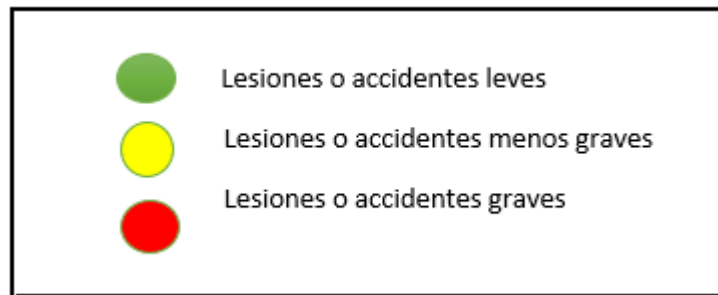 Lesiones o accidentes leves
Lesiones o accidentes menos graves
Lesiones o accidentes graves